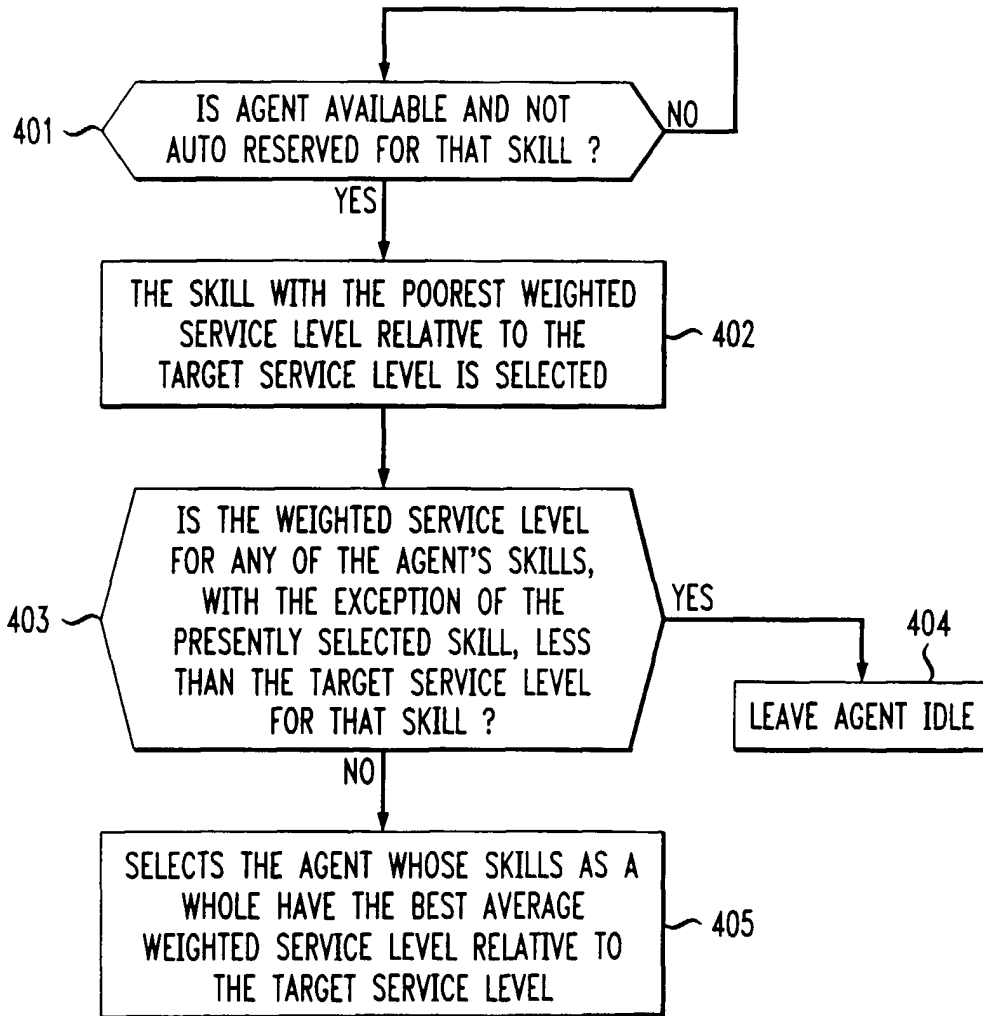 401
IS AGENT AVAILABLE AND NOT
AUTO RESERVED FOR THAT SKILL ?
NO
YES
THE SKILL WITH THE POOREST WEIGHTED
SERVICE LEVEL RELATIVE TO THE
TARGET SERVICE LEVEL IS SELECTED
402
403
IS THE WEIGHTED SERVICE LEVEL
FOR ANY OF THE AGENT'S SKILLS,
WITH THE EXCEPTION OF THE
PRESENTLY SELECTED SKILL, LESS
THAN THE TARGET SERVICE LEVEL
FOR THAT SKILL ?
YES
404
LEAVE AGENT IDLE
NO
SELECTS THE AGENT WHOSE SKILLS AS A
WHOLE HAVE THE BEST AVERAGE
WEIGHTED SERVICE LEVEL RELATIVE TO
THE TARGET SERVICE LEVEL
405